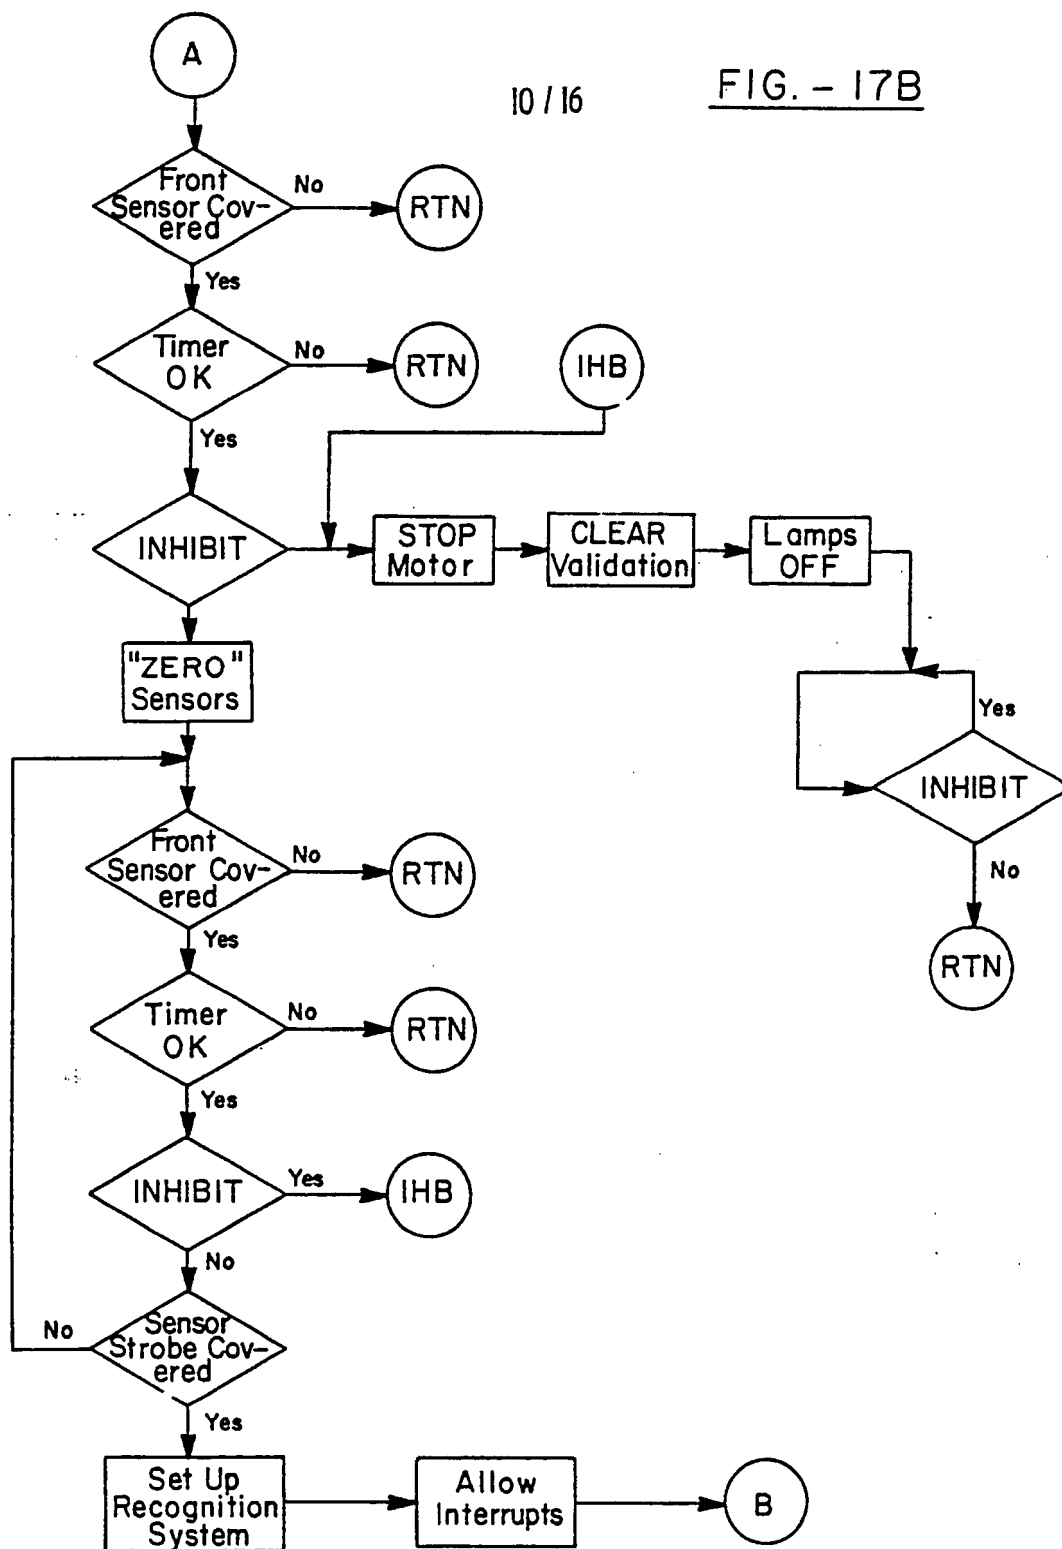 A
10 / 16
FIG. - 17B
Front
Sensor Cov-
ered
No
RTN
Yes
Timer
OK
No
RTN
IHB
Yes
INHIBIT
STOP
Motor
CLEAR
Validation
Lamps
OFF
"ZERO"
Sensors
Yes
INHIBIT
No
RTN
Front
Sensor Cov-
ered
No
RTN
Yes
Timer
OK
No
RTN
Yes
INHIBIT
Yes
IHB
No
Sensor
Strobe Cov-
ered
No
Yes
Set Up
Recognition
System
Allow
Interrupts
B